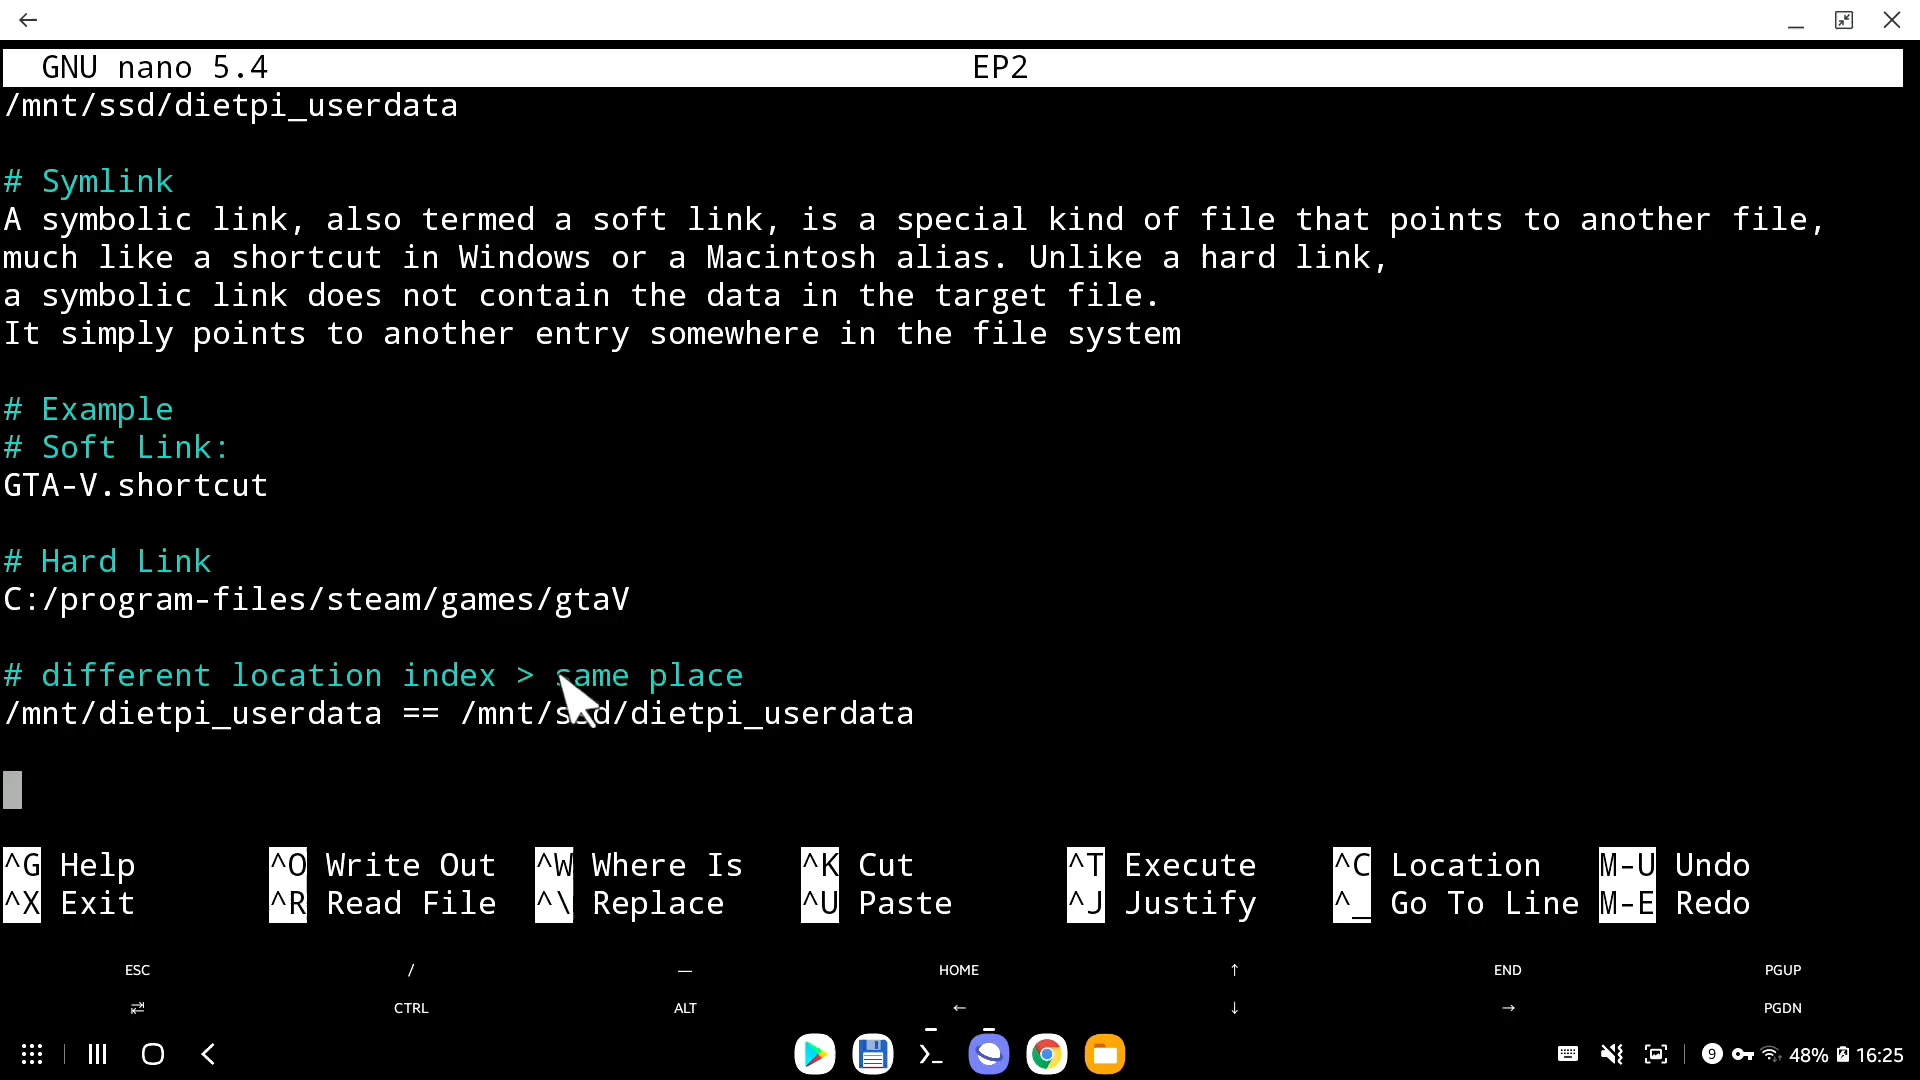 GNU nano 5.4 EP2
/mnt/ssd/dietpi_userdata
# Symlink
A symbolic link, also termed a soft link, is a special kind of file that points to another file,
much like a shortcut in Windows or a Macintosh alias. Unlike a hard link,
a symbolic link does not contain the data in the target file.
It simply points to another entry somewhere in the file system
# Example
# Soft Link:
GTA-V.shortcut
# Hard Link
C:/program-files/steam/games/gtaV
# different location index > same place
/mnt/dietpi_userdata == /mnt/ssd/dietpi_userdata
^G Help ^O Write Out ^W Where Is ^K Cut ^T Execute ^C Location M-U Undo
^X Exit ^R Read File ^\ Replace ^U Paste ^J Justify ^_ Go To Line M-E Redo
ESC / — HOME ↑ END PGUP
⇄ CTRL ALT ← ↓ → PGDN
9 48% 16:25